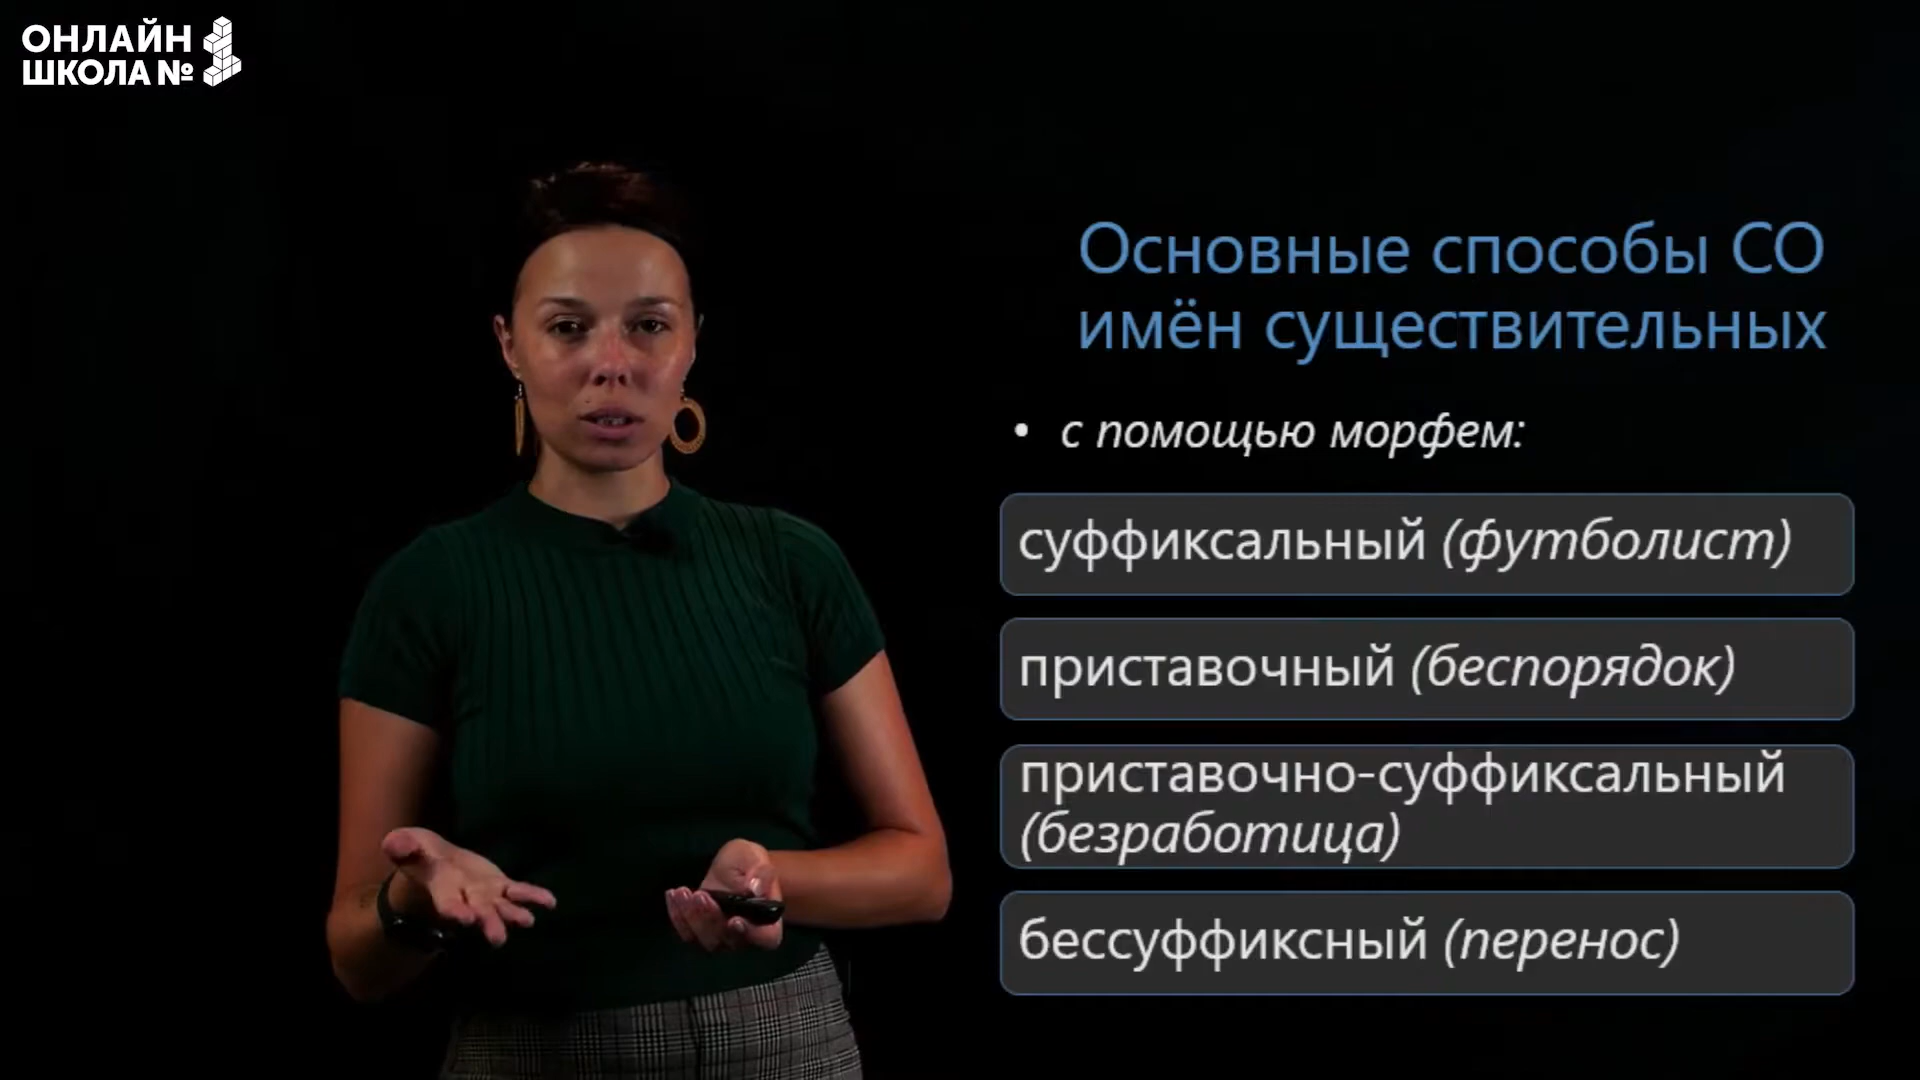 ОНЛАЙН
ШКОЛА №
Основные способы СО
имён существительных
• с помощью морфем:
суффиксальный (футболист)
приставочный (беспорядок)
приставочно-суффиксальный
(безработица)
бессуффиксный (перенос)